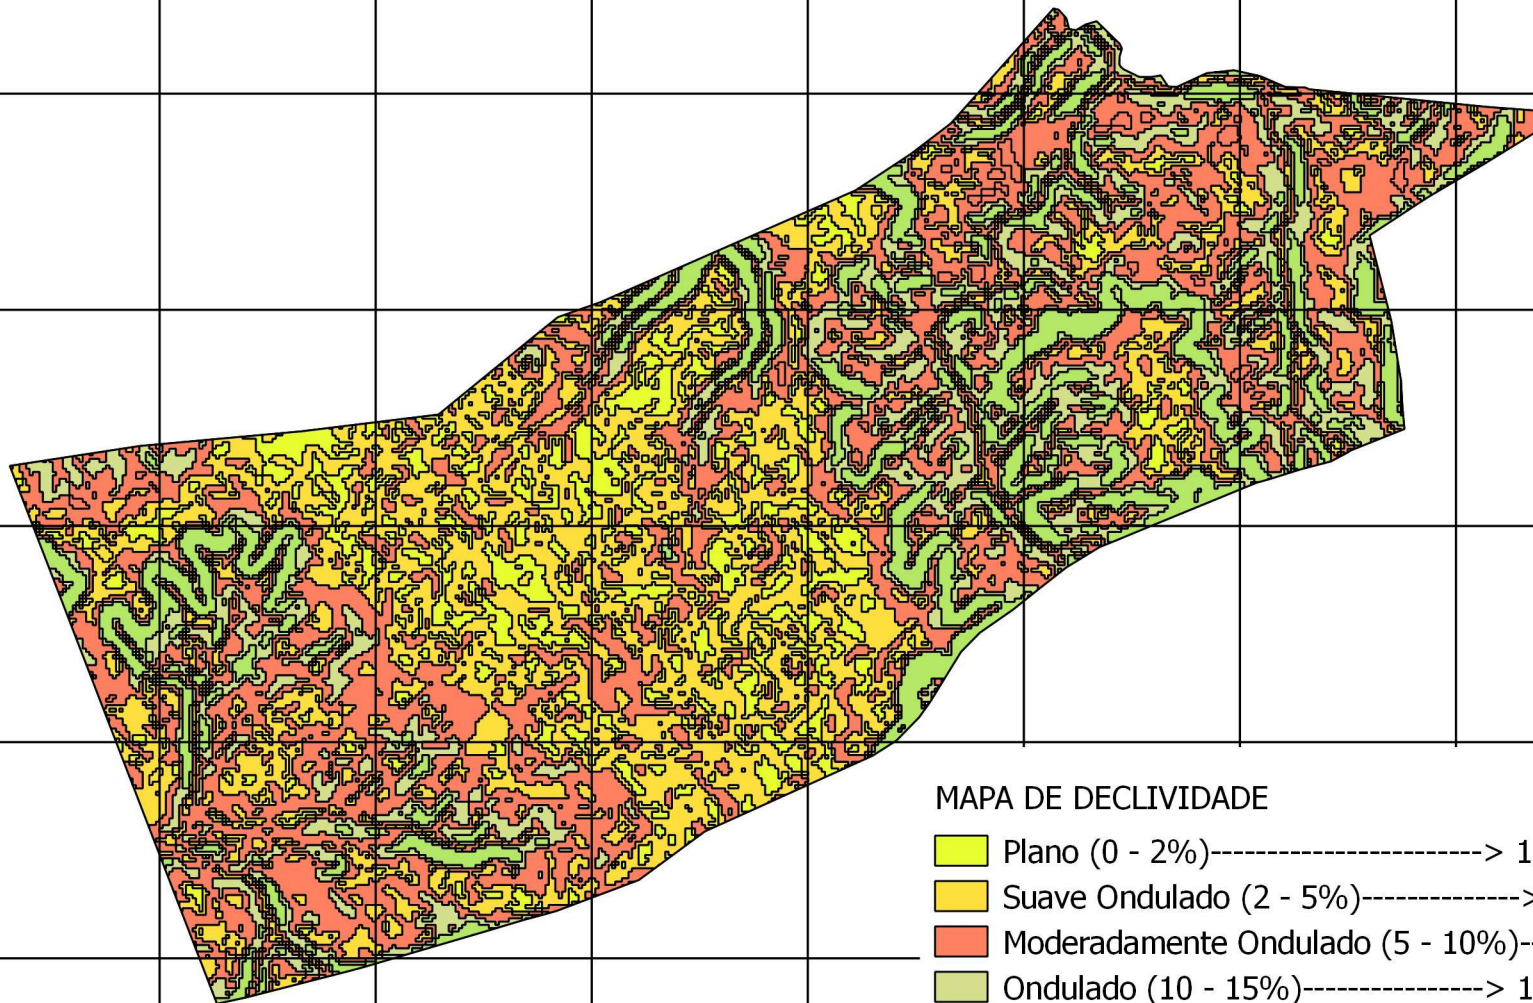 MAPA DE DECLIVIDADE
Plano (0 - 2%)-----------------------> 1
Suave Ondulado (2 - 5%)-------------->
Moderadamente Ondulado (5 - 10%)--
Ondulado (10 - 15%)---------------> 1